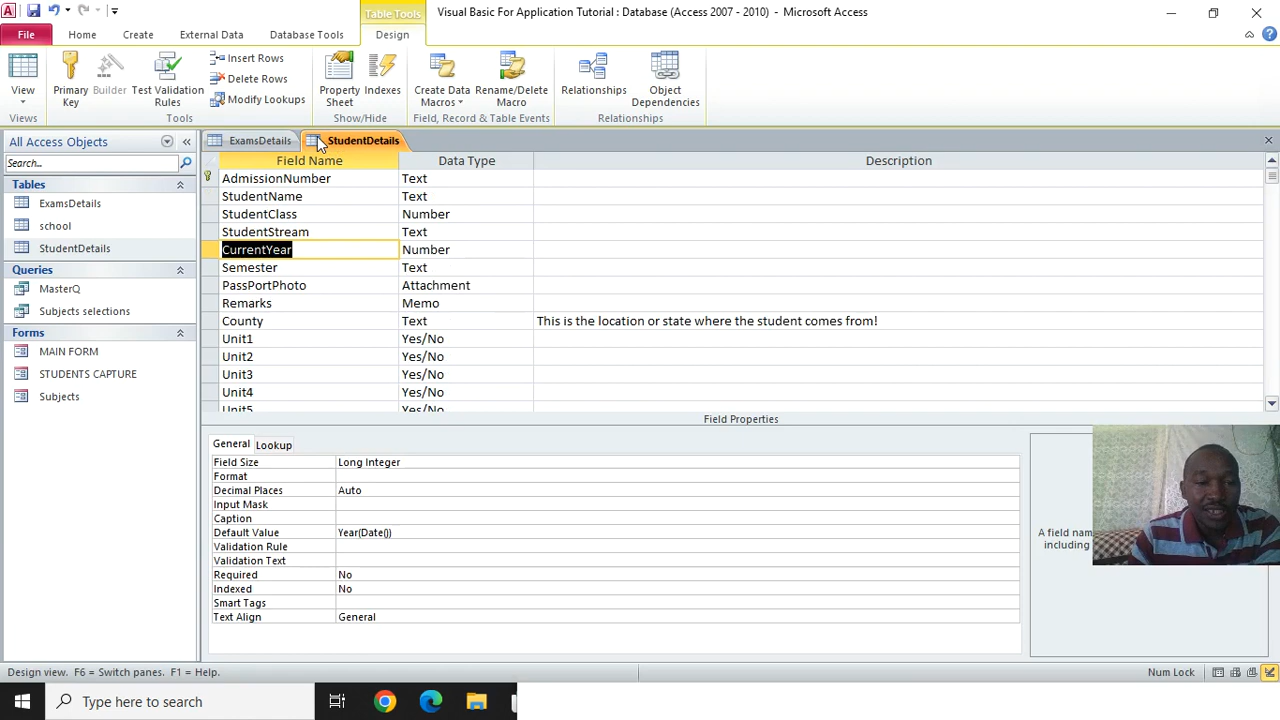 Table Tools
Visual Basic For Application Tutorial : Database (Access 2007 - 2010) - Microsoft Access
File
Home
Create
External Data
Database Tools
Design
View
Primary Key
Builder
Test Validation Rules
Insert Rows
Delete Rows
Modify Lookups
Property Sheet
Indexes
Create Data Macros
Rename/Delete Macro
Relationships
Object Dependencies
Views
Tools
Show/Hide
Field, Record & Table Events
Relationships
All Access Objects
Search...
Tables
ExamsDetails
school
StudentDetails
Queries
MasterQ
Subjects selections
Forms
MAIN FORM
STUDENTS CAPTURE
Subjects
ExamsDetails
StudentDetails
Field Name Data Type Description
AdmissionNumber Text
StudentName Text
StudentClass Number
StudentStream Text
CurrentYear Number
Semester Text
PassPortPhoto Attachment
Remarks Memo
County Text This is the location or state where the student comes from!
Unit1 Yes/No
Unit2 Yes/No
Unit3 Yes/No
Unit4 Yes/No
Unit5 Yes/No
Field Properties
General Lookup
Field Size Long Integer
Format
Decimal Places Auto
Input Mask
Caption
Default Value Year(Date())
Validation Rule
Validation Text
Required No
Indexed No
Smart Tags
Text Align General
A field nam
including
Design view. F6 = Switch panes. F1 = Help.
Num Lock
Type here to search